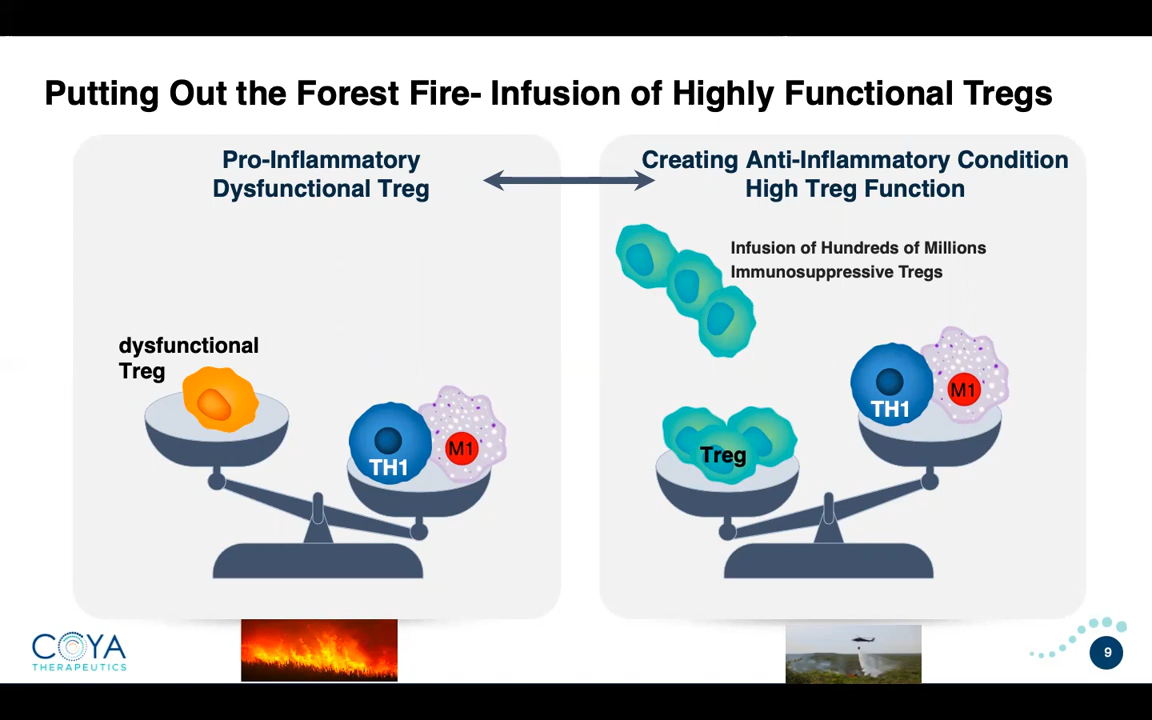 Putting Out the Forest Fire- Infusion of Highly Functional Tregs
Pro-Inflammatory
Dysfunctional Treg
dysfunctional
Treg
TH1
M1
Creating Anti-Inflammatory Condition
High Treg Function
Infusion of Hundreds of Millions
Immunosuppressive Tregs
TH1
M1
Treg
COYA
THERAPEUTICS
9